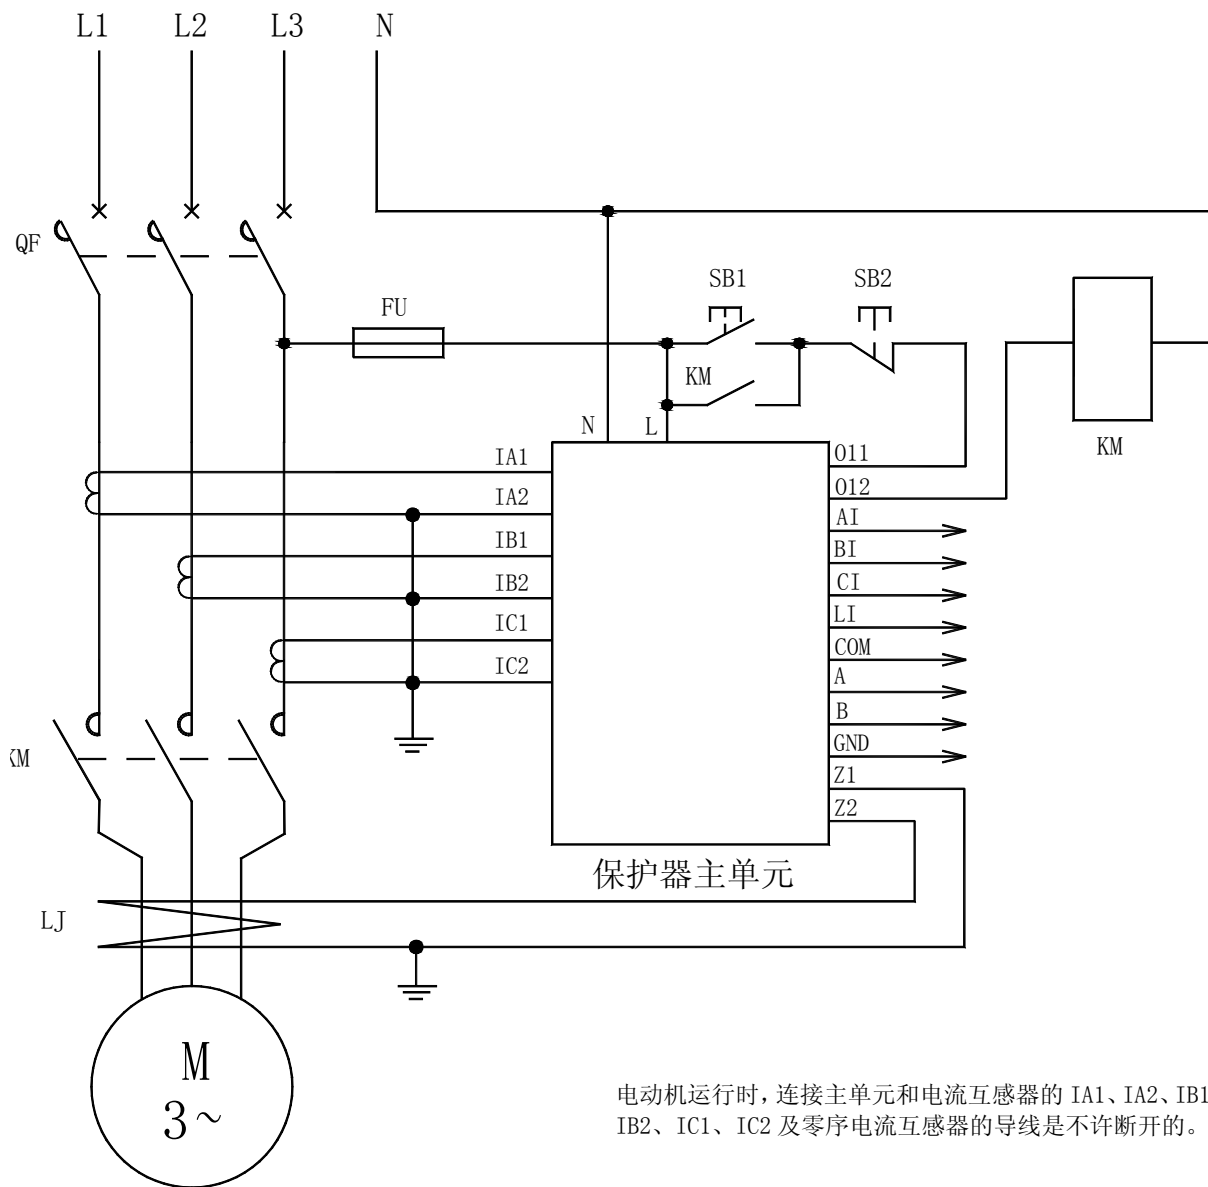 L1 L2 L3 N
QF
FU
SB1
SB2
KM
N
L
KM
IA1
IA2
IB1
IB2
IC1
IC2
O11
O12
AI
BI
CI
LI
COM
A
B
GND
Z1
Z2
KM
保护器主单元
LJ
M
3~
电动机运行时,连接主单元和电流互感器的 IA1、IA2、IB1
IB2、IC1、IC2 及零序电流互感器的导线是不许断开的。